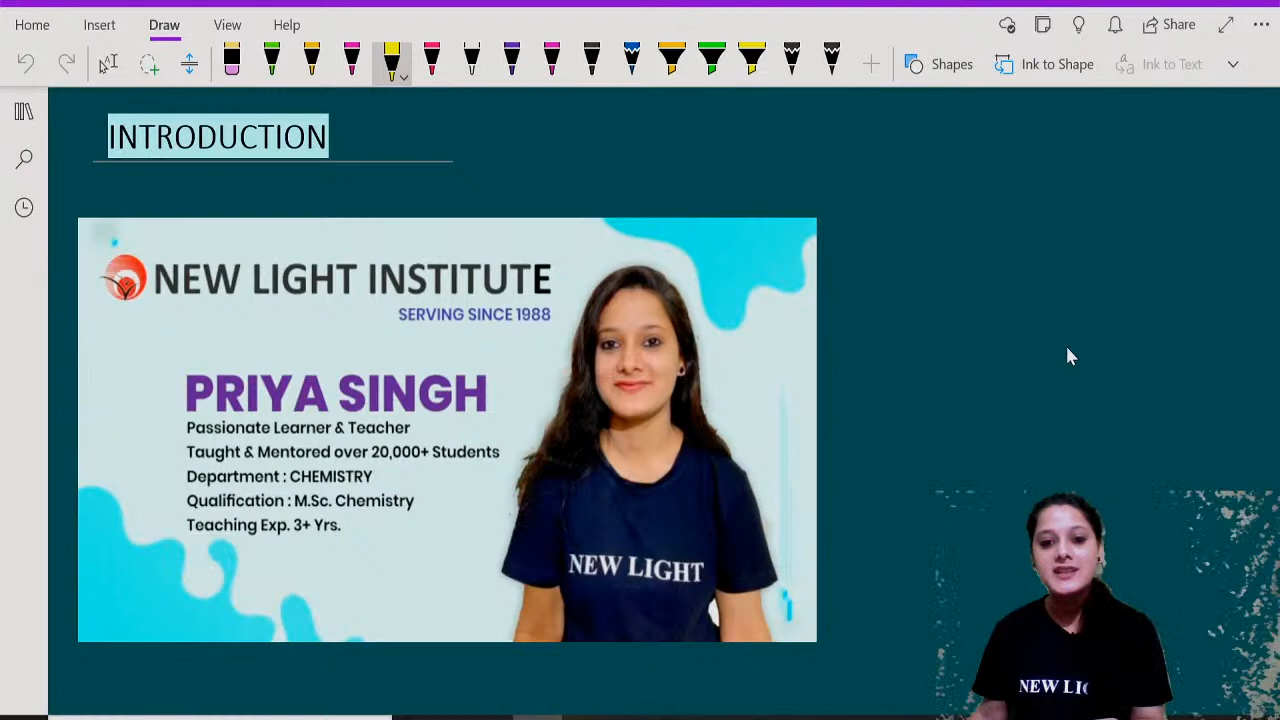 Home Insert Draw View Help
Share
Shapes Ink to Shape Ink to Text
INTRODUCTION
NEW LIGHT INSTITUTE
SERVING SINCE 1988
PRIYA SINGH
Passionate Learner & Teacher
Taught & Mentored over 20,000+ Students
Department : CHEMISTRY
Qualification : M.Sc. Chemistry
Teaching Exp. 3+ Yrs.
NEW LIGHT
NEW LIG